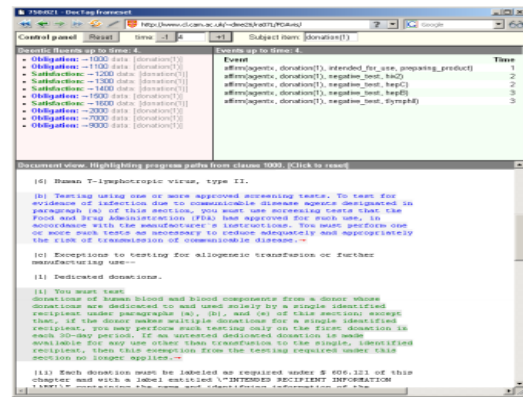 DecTag frameset
Google
Control panel Reset time: -1 4 +1 Subject item: donation(1)
Deontic fluents up to time: 4.
Obligation: ¬1000 data [donation(1)]
Obligation: ¬1100 data [donation(1)]
Satisfaction: ¬1200 data [donation(1)]
Satisfaction: ¬1300 data [donation(1)]
Satisfaction: ¬1400 data [donation(1)]
Obligation: ¬1500 data [donation(1)]
Satisfaction: ¬1600 data [donation(1)]
Obligation: ¬2000 data [donation(1)]
Obligation: ¬7000 data [donation(1)]
Obligation: ¬9000 data [donation(1)]
Events up to time: 4.
Event Time
affirm(agentx, donation(1), intended_for_use, preparing_product) 1
affirm(agentx, donation(1), negative_test, hiv2) 2
affirm(agentx, donation(1), negative_test, hepC) 2
affirm(agentx, donation(1), negative_test, hepB) 3
affirm(agentx, donation(1), negative_test, tlymphII) 3
Document view. Highlighting progress paths from clause 1000. [Click to reset]
(6) Human T-lymphotropic virus, type II.
(b) Testing using one or more approved screening tests. To test for
evidence of infection due to communicable disease agents designated in
paragraph (a) of this section, you must use screening tests that the
Food and Drug Administration (FDA) has approved for such use, in
accordance with the manufacturer's instructions. You must perform one
or more such tests as necessary to reduce adequately and appropriately
the risk of transmission of communicable disease.→
(c) Exceptions to testing for allogeneic transfusion or further
manufacturing use--
(1) Dedicated donations.
(i) You must test
donations of human blood and blood components from a donor whose
donations are dedicated to and used solely by a single identified
recipient under paragraphs (a), (b), and (e) of this section; except
that, if the donor makes multiple donations for a single identified
recipient, you may perform such testing only on the first donation in
each 30-day period. If an untested dedicated donation is made
available for any use other than transfusion to the single, identified
recipient, then this exemption from the testing required under this
section no longer applies.→
(ii) Each donation must be labeled as required under § 606.121 of this
chapter and with a label entitled \"INTENDED RECIPIENT INFORMATION